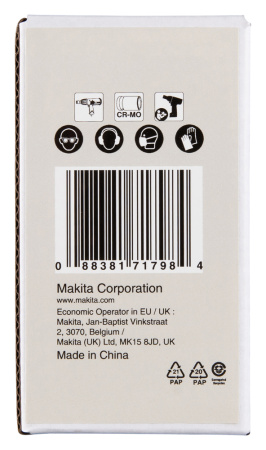 CR-MO
0 88381 71798 4
Makita Corporation
www.makita.com
Economic Operator in EU / UK :
Makita, Jan-Baptist Vinkstraat
2, 3070, Belgium /
Makita (UK) Ltd, MK15 8JD, UK
Made in China
21 20
PAP PAP